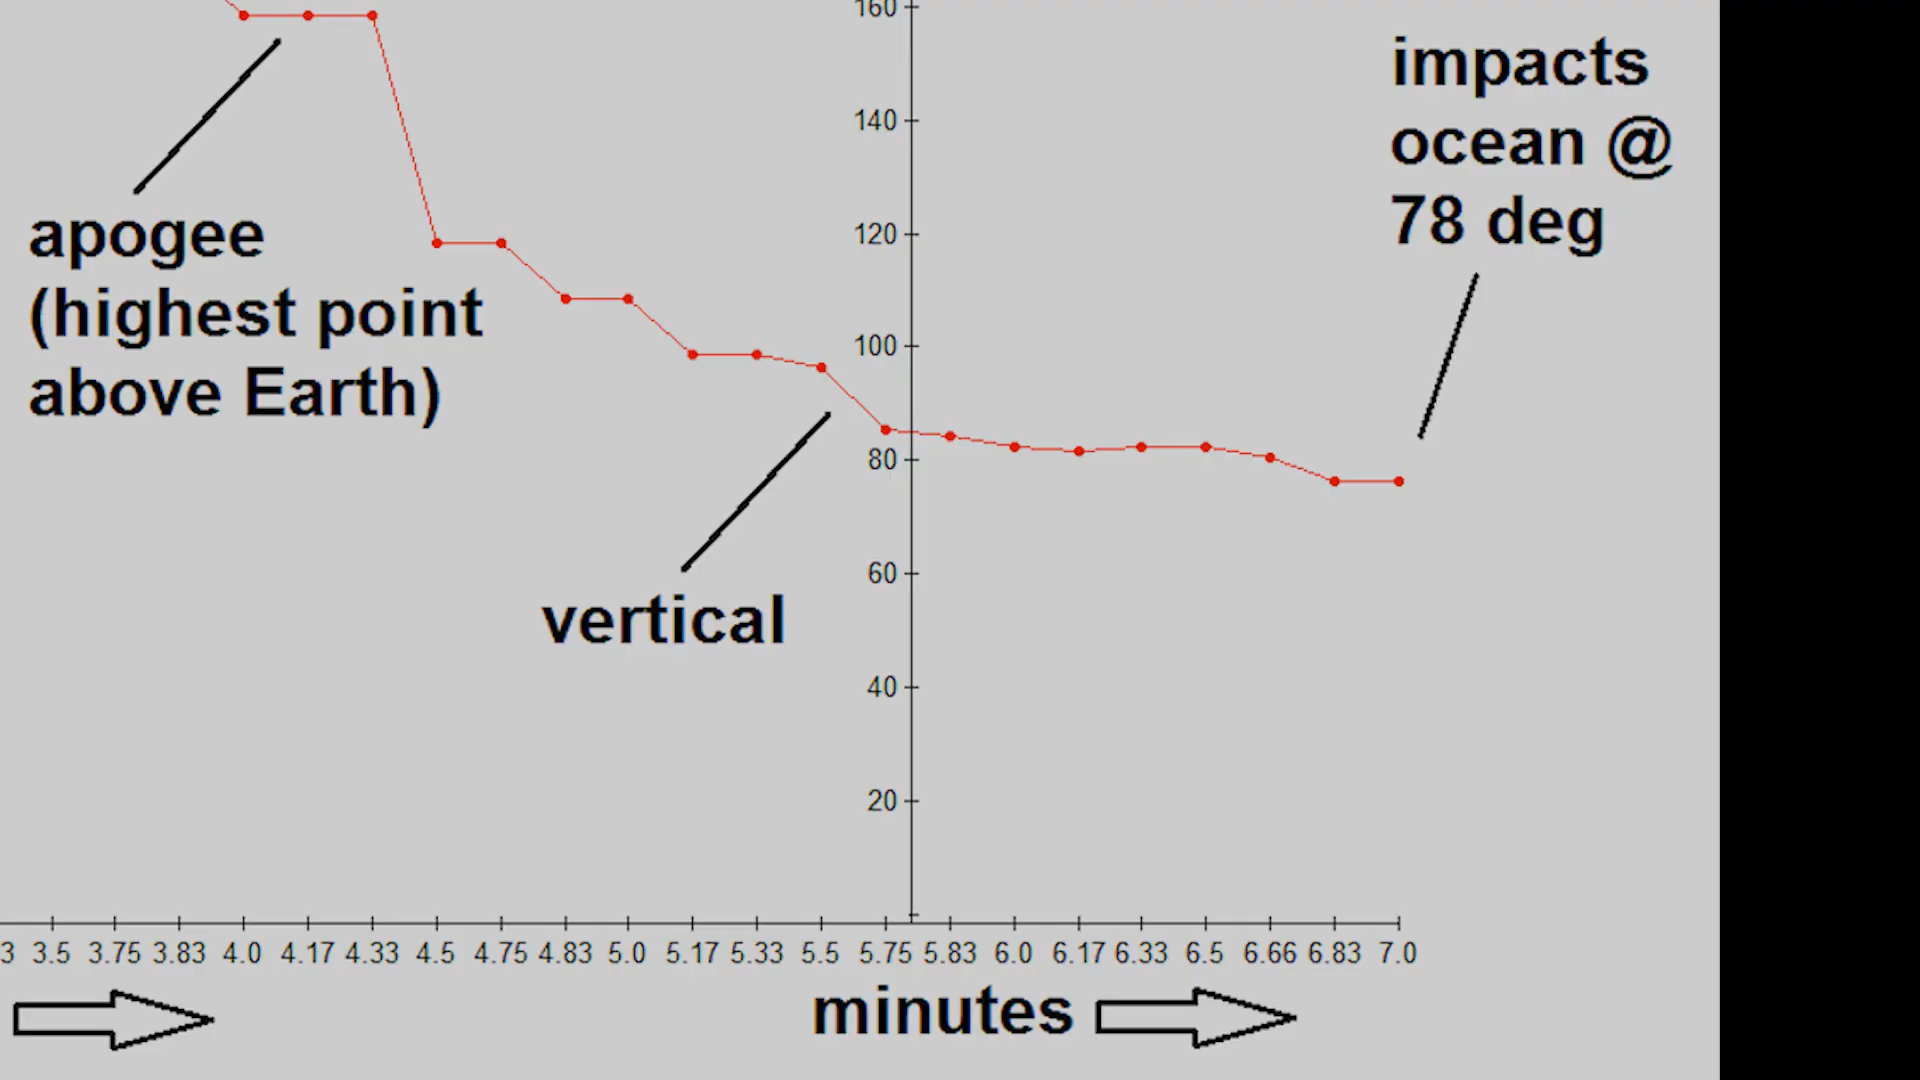 160
impacts
ocean @
78 deg
140
apogee
(highest point
above Earth)
120
100
80
vertical
60
40
20
3 3.5 3.75 3.83 4.0 4.17 4.33 4.5 4.75 4.83 5.0 5.17 5.33 5.5 5.75 5.83 6.0 6.17 6.33 6.5 6.66 6.83 7.0
minutes